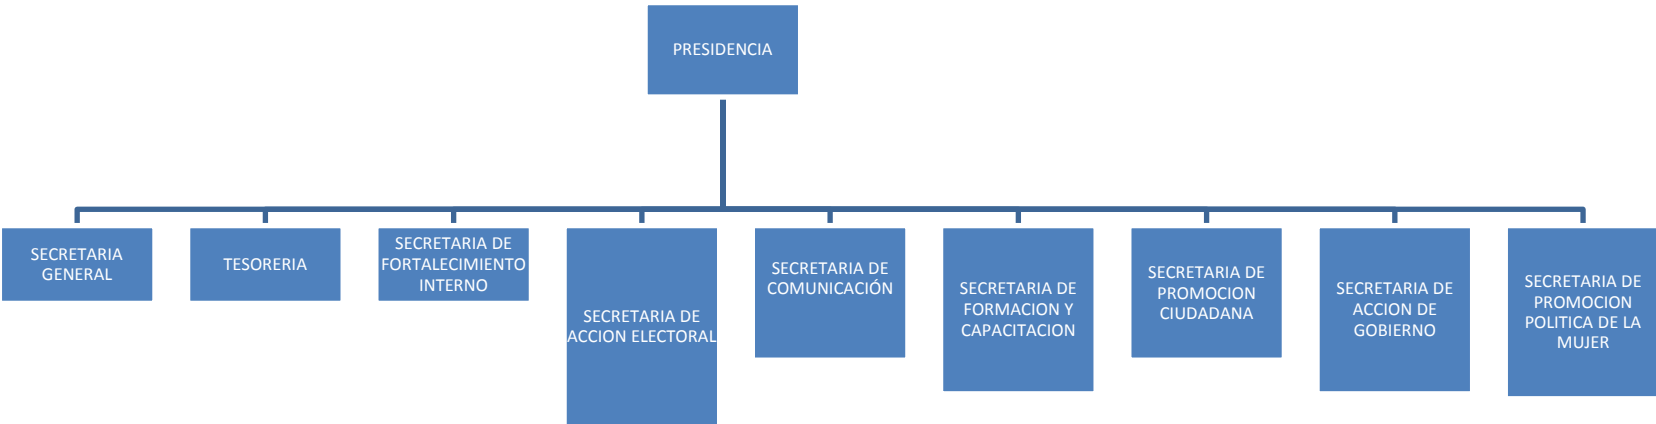 PRESIDENCIA
SECRETARIA
GENERAL
TESORERIA
SECRETARIA DE
FORTALECIMIENTO
INTERNO
SECRETARIA DE
ACCION ELECTORAL
SECRETARIA DE
COMUNICACIÓN
SECRETARIA DE
FORMACION Y
CAPACITACION
SECRETARIA DE
PROMOCION
CIUDADANA
SECRETARIA DE
ACCION DE
GOBIERNO
SECRETARIA DE
PROMOCION
POLITICA DE LA
MUJER